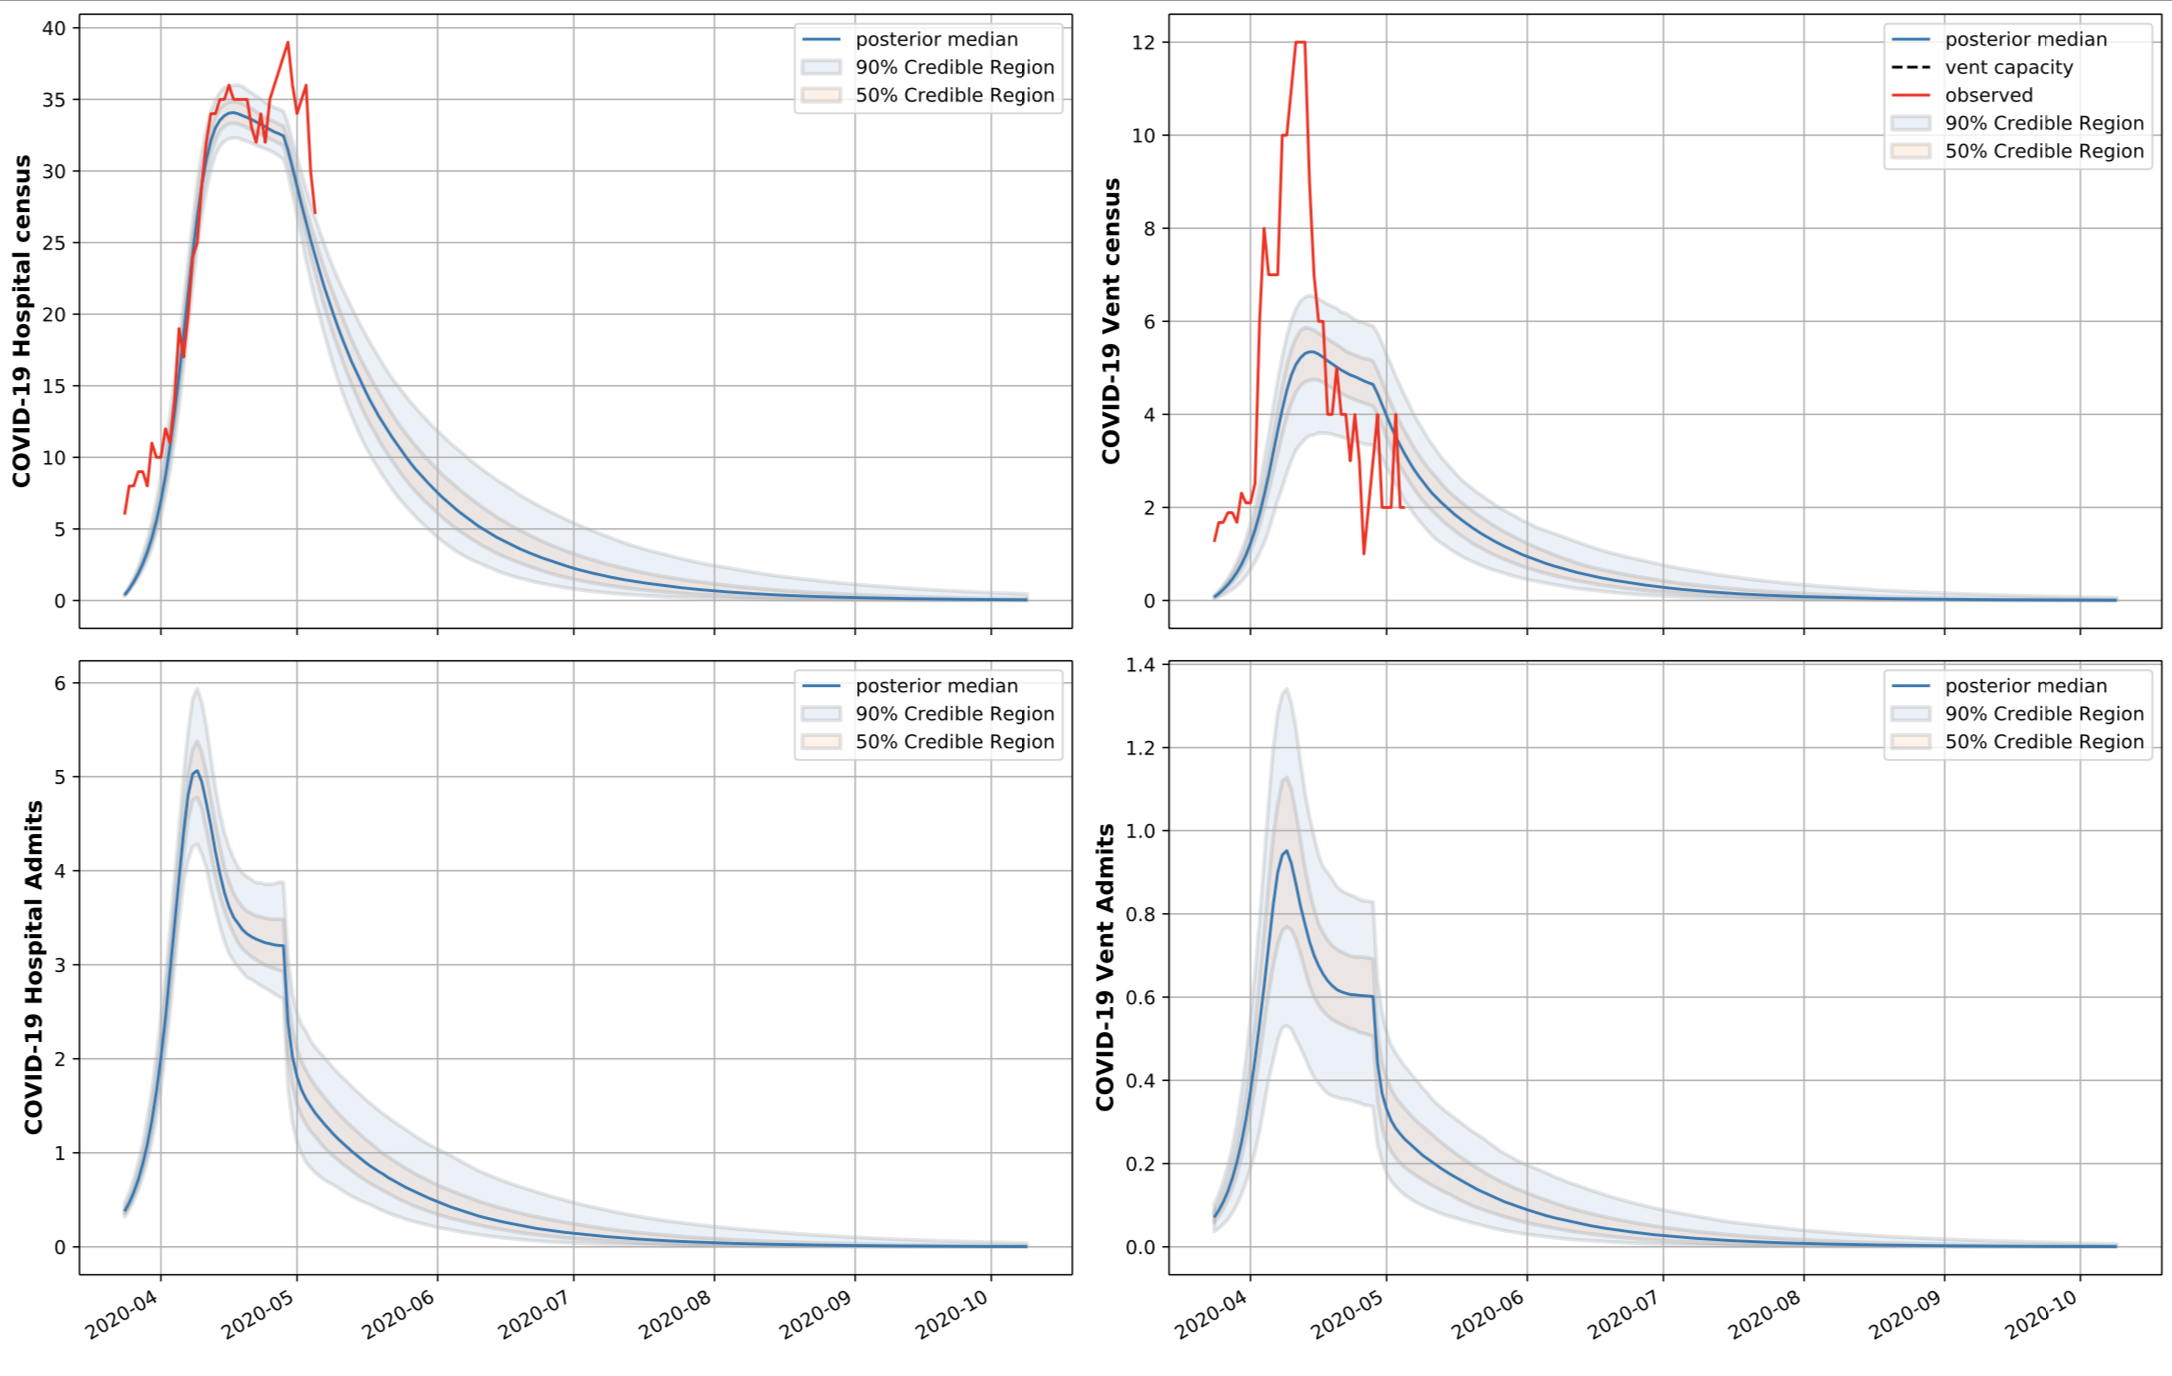 COVID-19 Hospital census
40
35
30
25
20
15
10
5
0
posterior median
90% Credible Region
50% Credible Region
COVID-19 Vent census
12
10
8
6
4
2
0
posterior median
vent capacity
observed
90% Credible Region
50% Credible Region
COVID-19 Hospital Admits
6
5
4
3
2
1
0
posterior median
90% Credible Region
50% Credible Region
2020-04
2020-05
2020-06
2020-07
2020-08
2020-09
2020-10
COVID-19 Vent Admits
1.4
1.2
1.0
0.8
0.6
0.4
0.2
0.0
posterior median
90% Credible Region
50% Credible Region
2020-04
2020-05
2020-06
2020-07
2020-08
2020-09
2020-10